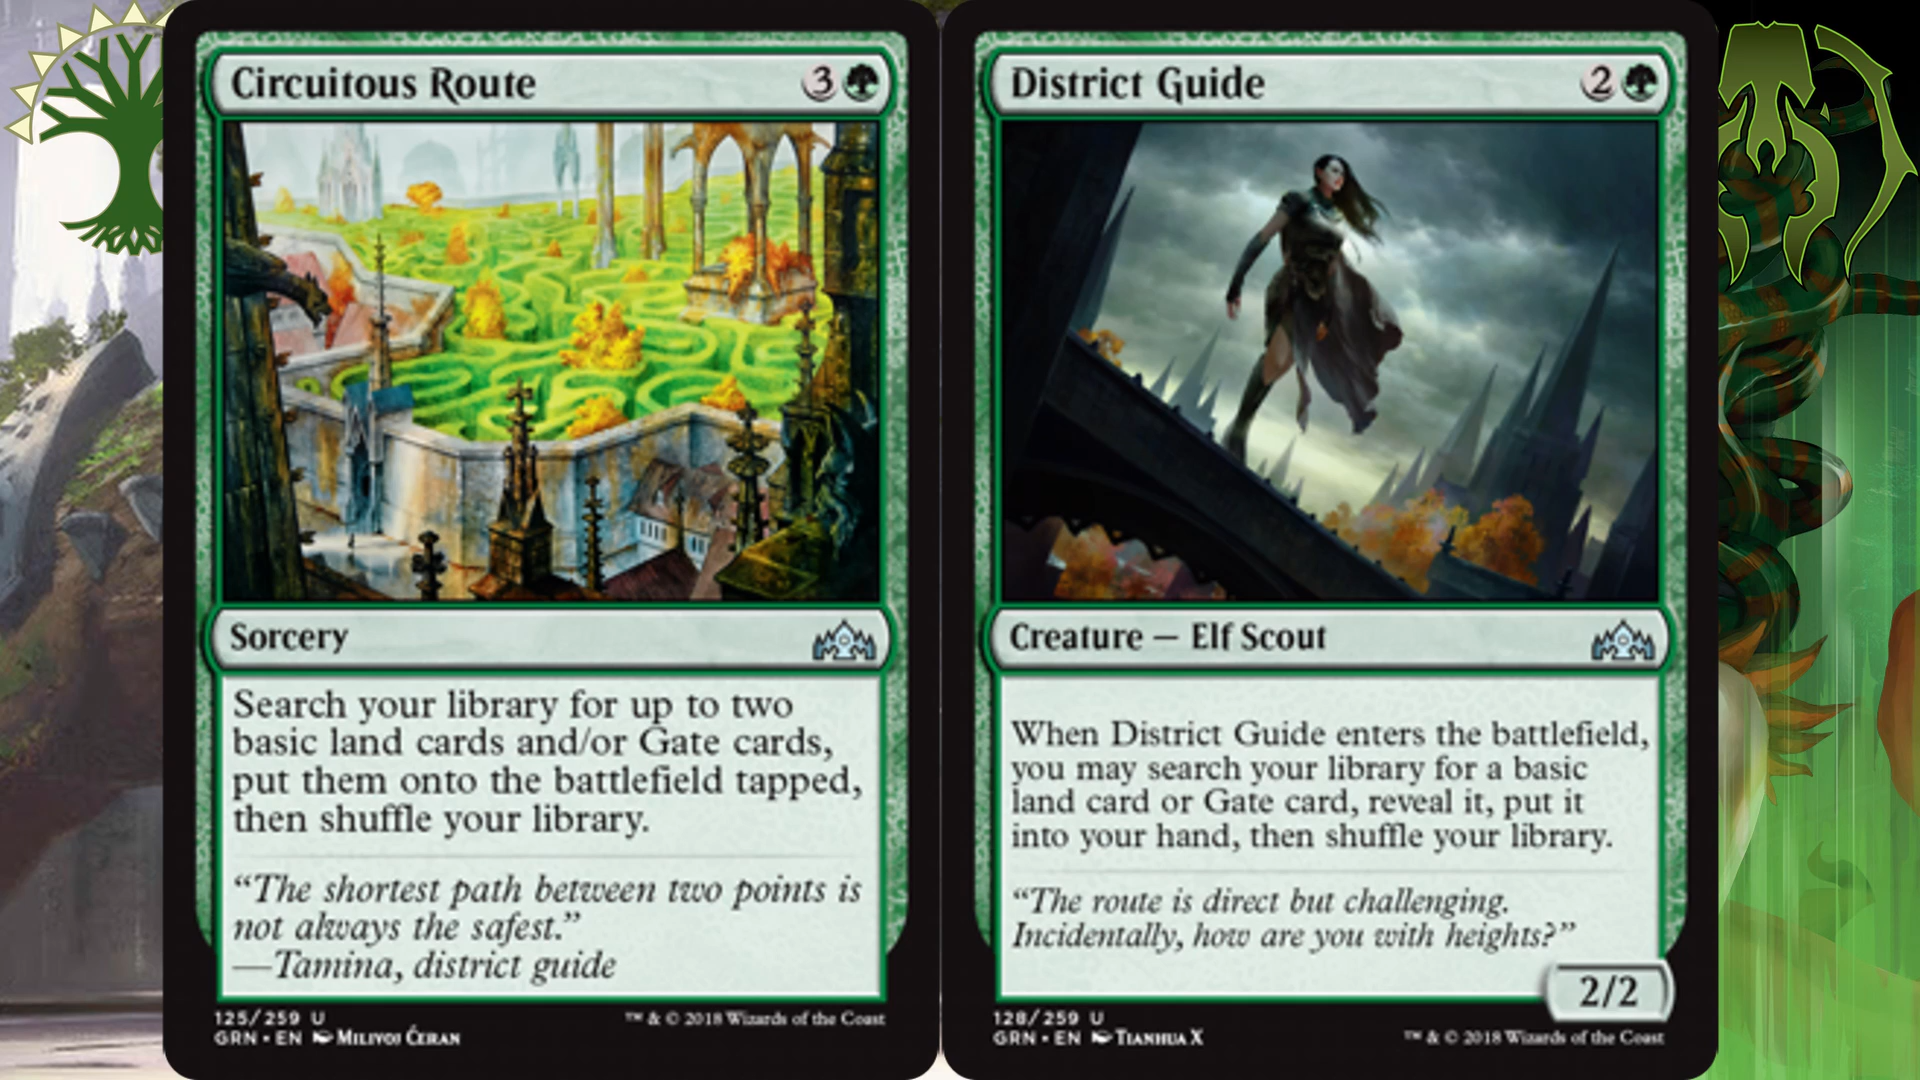 Circuitous Route 3
Sorcery
Search your library for up to two
basic land cards and/or Gate cards,
put them onto the battlefield tapped,
then shuffle your library.
“The shortest path between two points is
not always the safest.”
—Tamina, district guide
125/259 U
GRN • EN Milivoj Ćeran
™ & © 2018 Wizards of the Coast
District Guide 2
Creature — Elf Scout
When District Guide enters the battlefield,
you may search your library for a basic
land card or Gate card, reveal it, put it
into your hand, then shuffle your library.
“The route is direct but challenging.
Incidentally, how are you with heights?”
2/2
128/259 U
GRN • EN Tianhua X
™ & © 2018 Wizards of the Coast